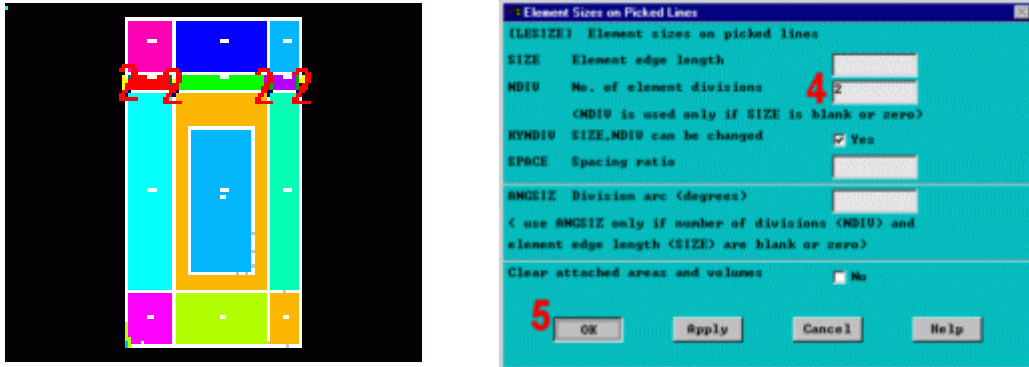 2 2 2 2
Element Sizes on Picked Lines
[LESIZE] Element sizes on picked lines
SIZE Element edge length
NDIV No. of element divisions 4 2
(NDIV is used only if SIZE is blank or zero)
KYNDIV SIZE,NDIV can be changed Yes
SPACE Spacing ratio
ANGSIZ Division arc (degrees)
( use ANGSIZ only if number of divisions (NDIV) and
element edge length (SIZE) are blank or zero)
Clear attached areas and volumes No
5 OK Apply Cancel Help